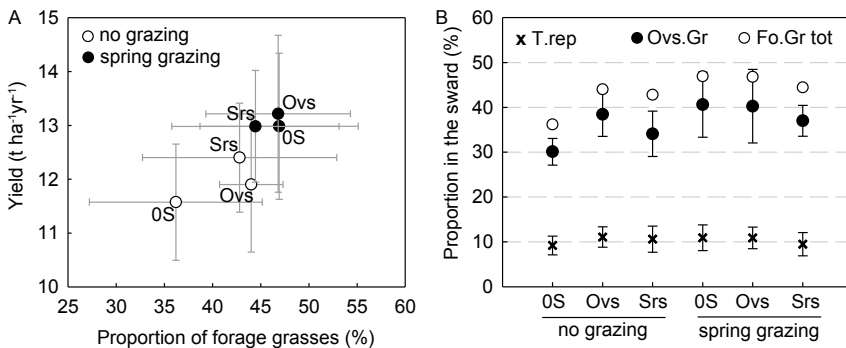 A
no grazing
spring grazing
Yield (t ha⁻¹yr⁻¹)
15
14
13
12
11
10
Ovs
Srs
0S
Srs
Ovs
0S
25 30 35 40 45 50 55 60
Proportion of forage grasses (%)
B
T.rep Ovs.Gr Fo.Gr tot
Proportion in the sward (%)
60
50
40
30
20
10
0
0S Ovs Srs 0S Ovs Srs
no grazing spring grazing